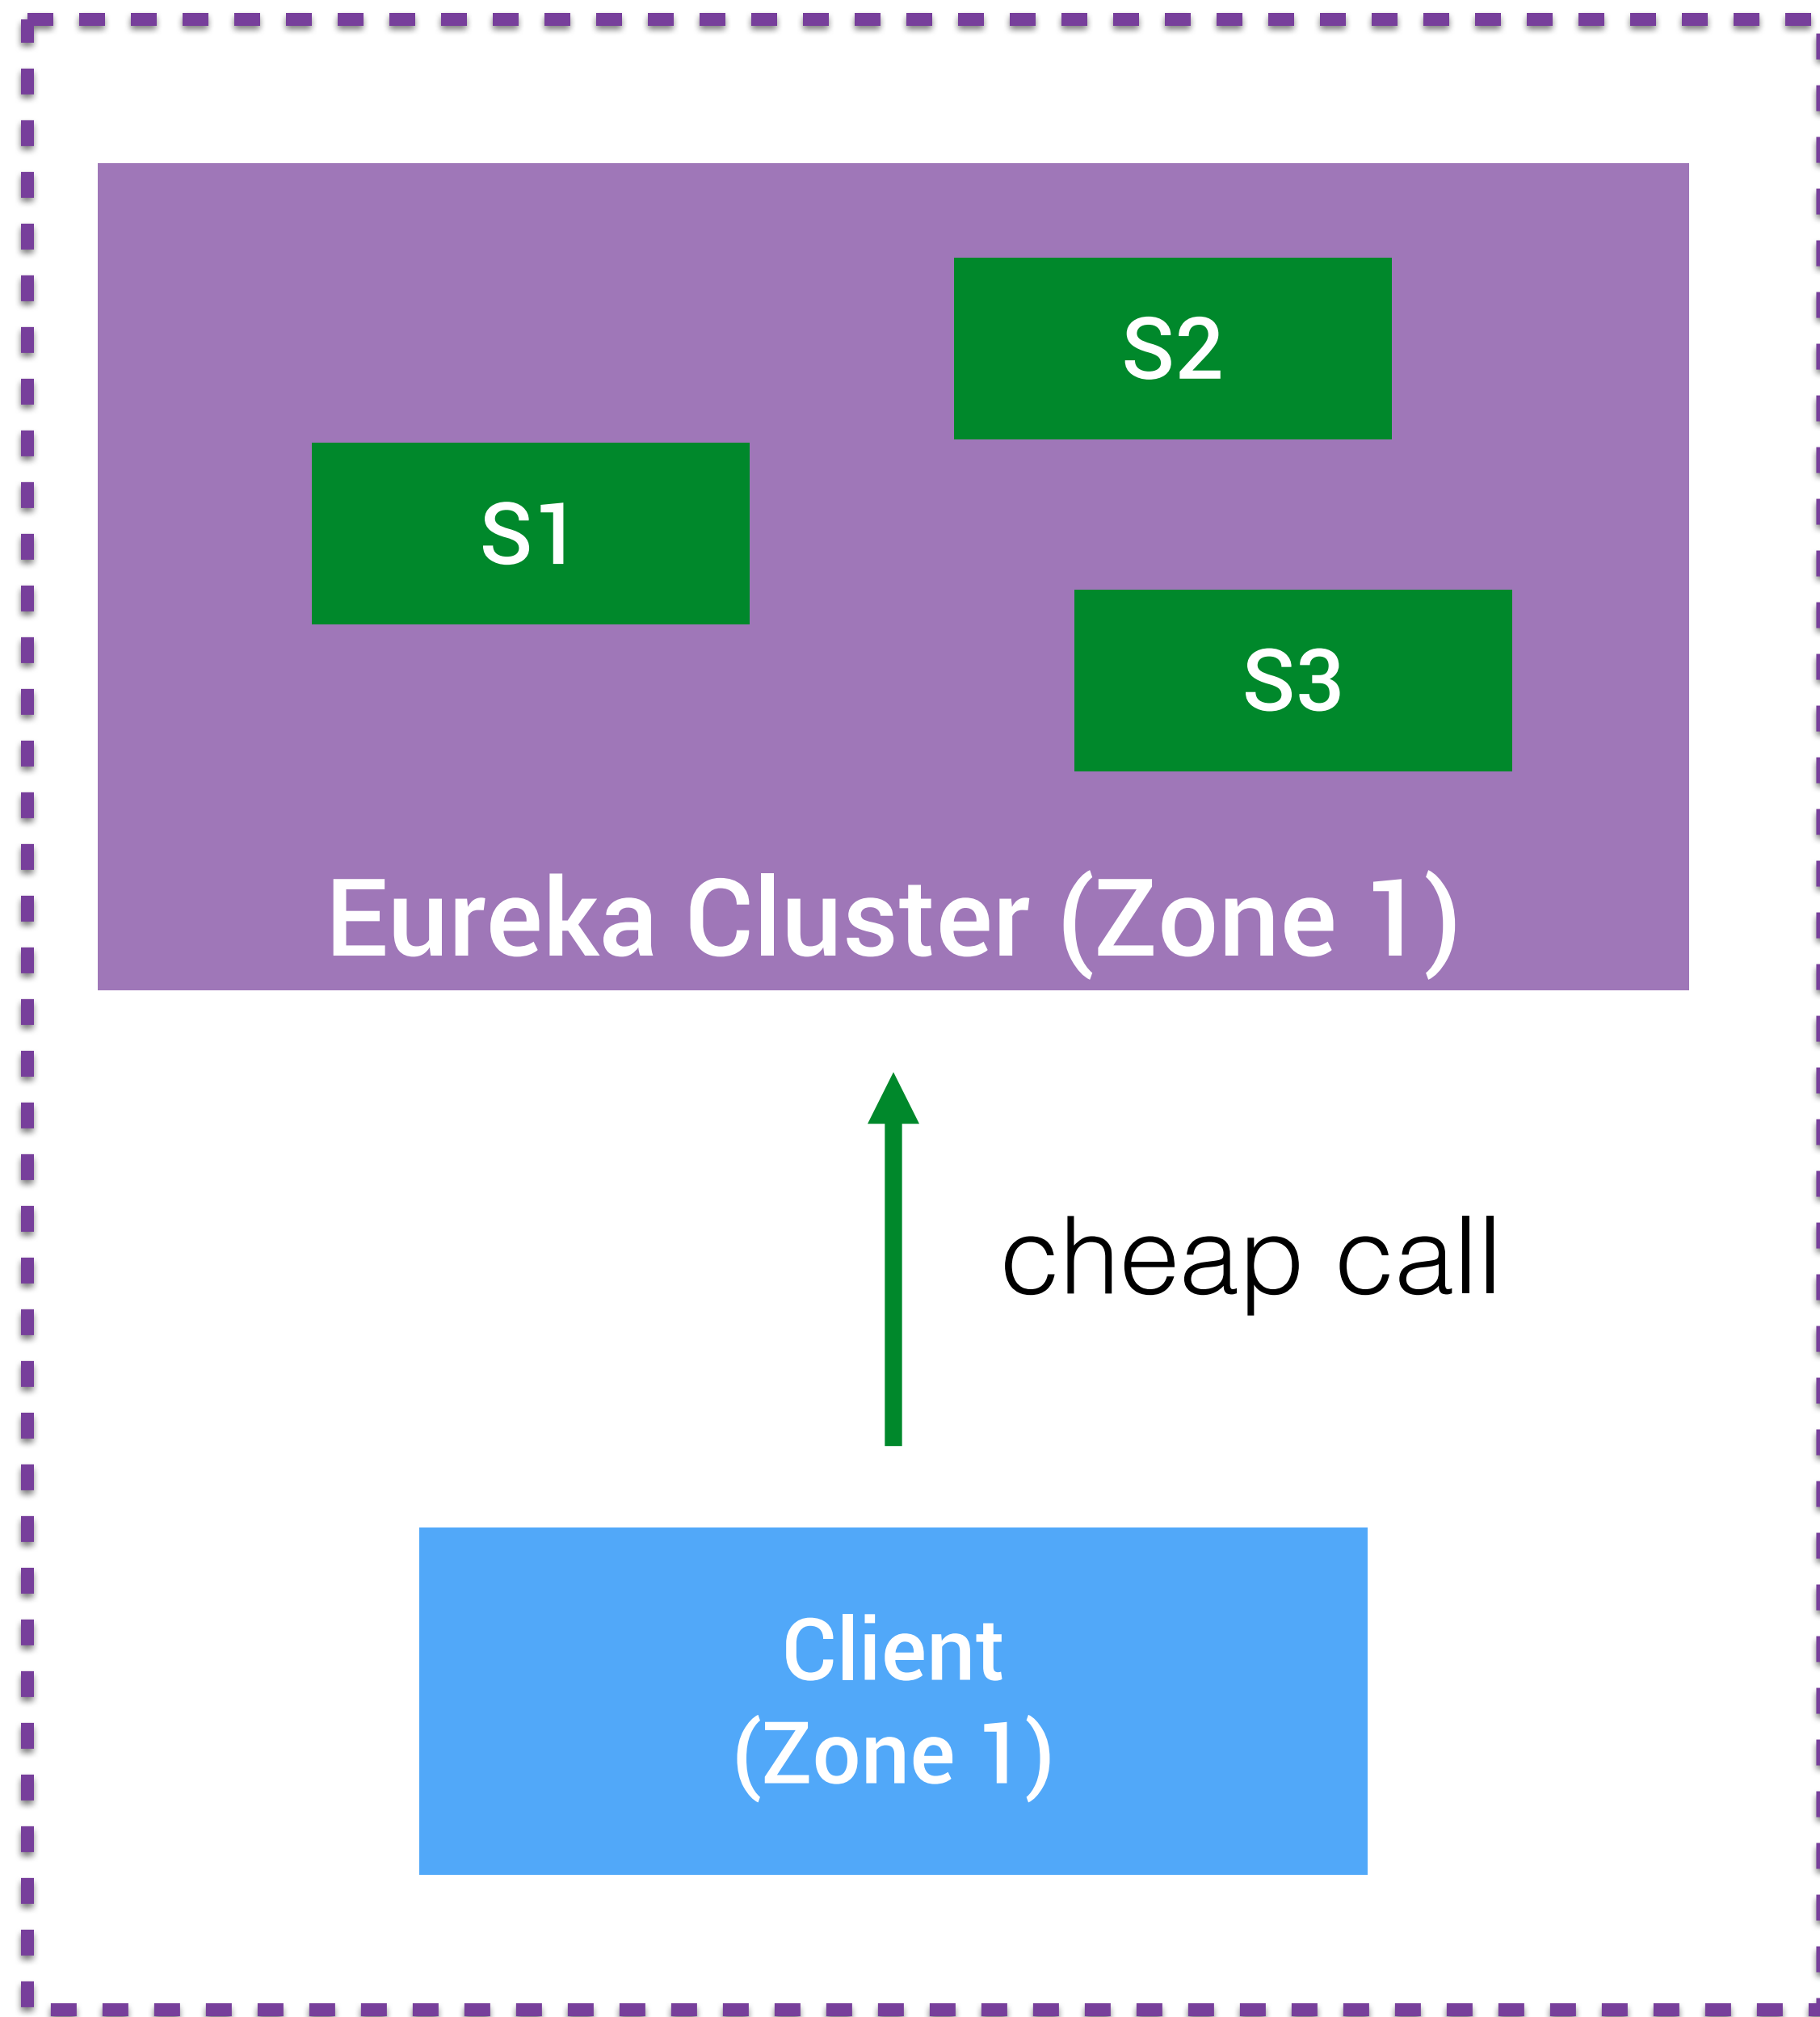 S2
S1
S3
Eureka Cluster (Zone 1)
cheap call
Client
(Zone 1)